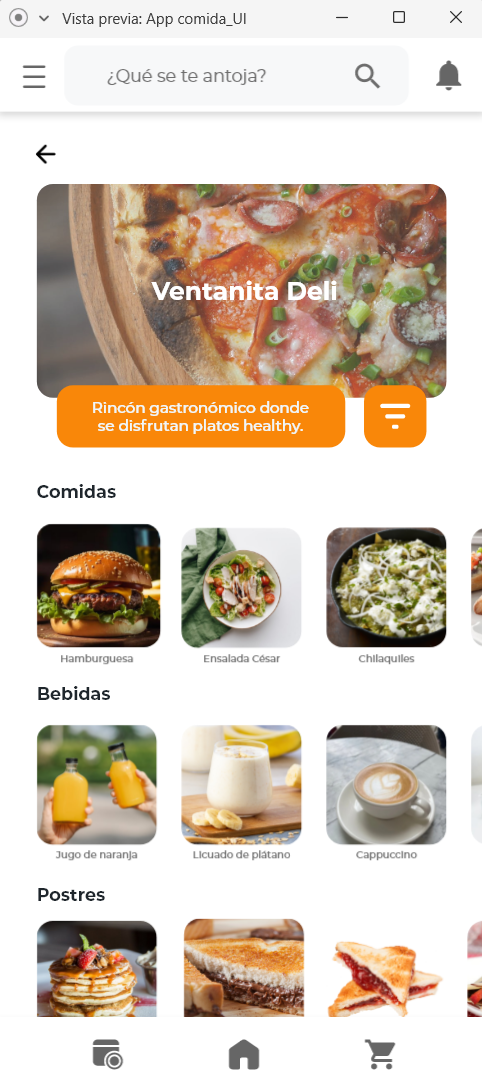 Vista previa: App comida_UI
¿Qué se te antoja?
Ventanita Deli
Rincón gastronómico donde
se disfrutan platos healthy.
Comidas
Hamburguesa
Ensalada César
Chilaquiles
Bebidas
Jugo de naranja
Licuado de plátano
Cappuccino
Postres